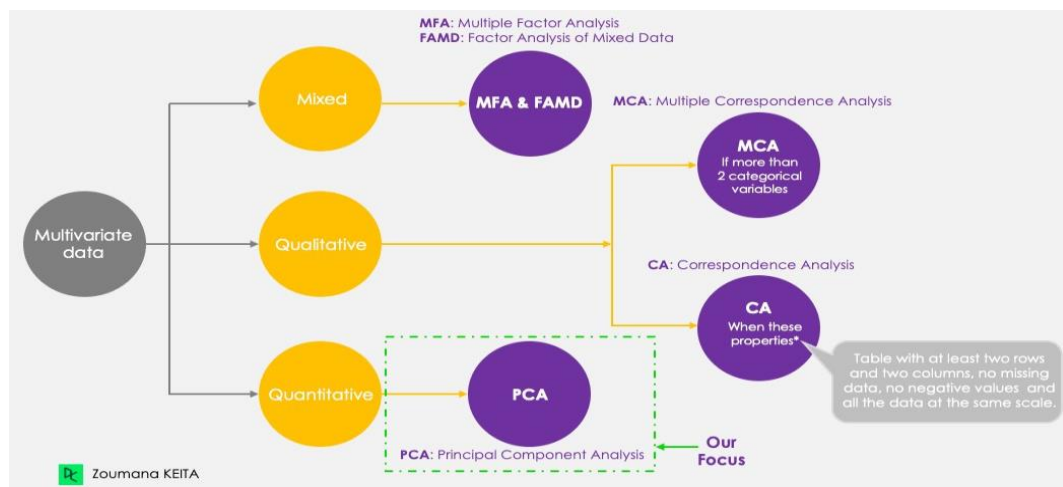 MFA: Multiple Factor Analysis
FAMD: Factor Analysis of Mixed Data
Mixed
MFA & FAMD
MCA: Multiple Correspondence Analysis
MCA
If more than
2 categorical
variables
Multivariate
data
Qualitative
CA: Correspondence Analysis
CA
When these
properties*
Table with at least two rows
and two columns, no missing
data, no negative values and
all the data at the same scale.
Quantitative
PCA
PCA: Principal Component Analysis
Our
Focus
DC Zoumana KEITA